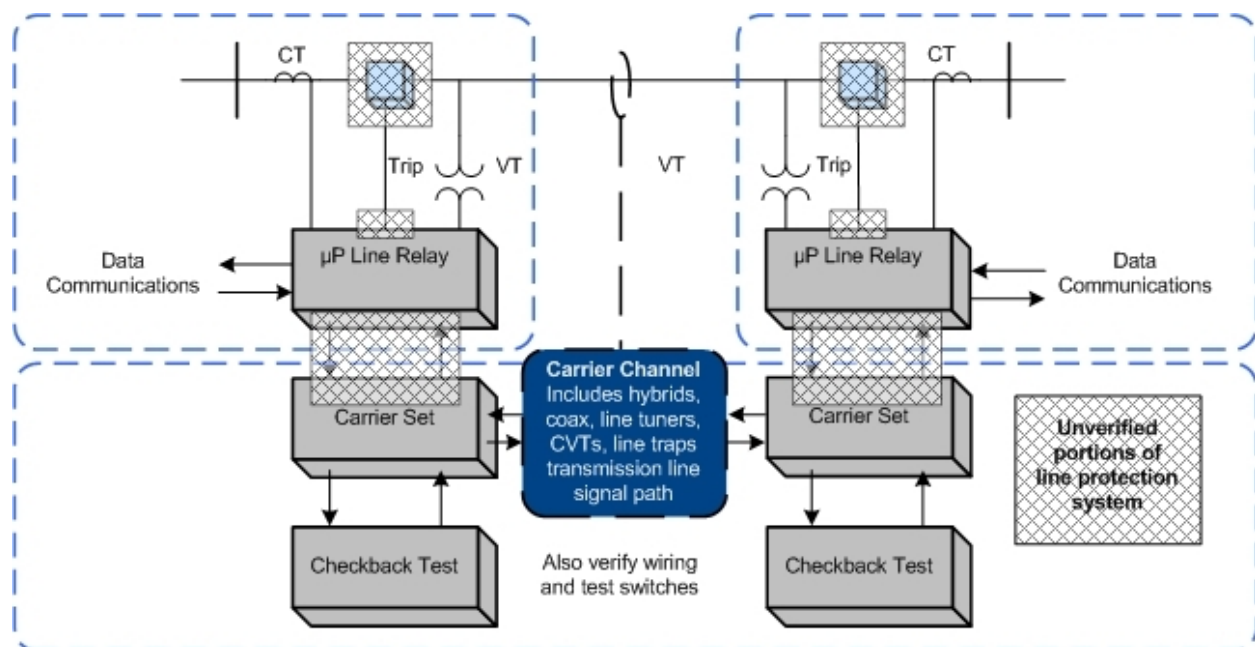 CT
CT
Trip
VT
VT
Trip
µP Line Relay
µP Line Relay
Data
Communications
Data
Communications
Carrier Channel
Includes hybrids,
coax, line tuners,
CVTs, line traps
transmission line
signal path
Carrier Set
Carrier Set
Unverified
portions of
line protection
system
Checkback Test
Also verify wiring
and test switches
Checkback Test